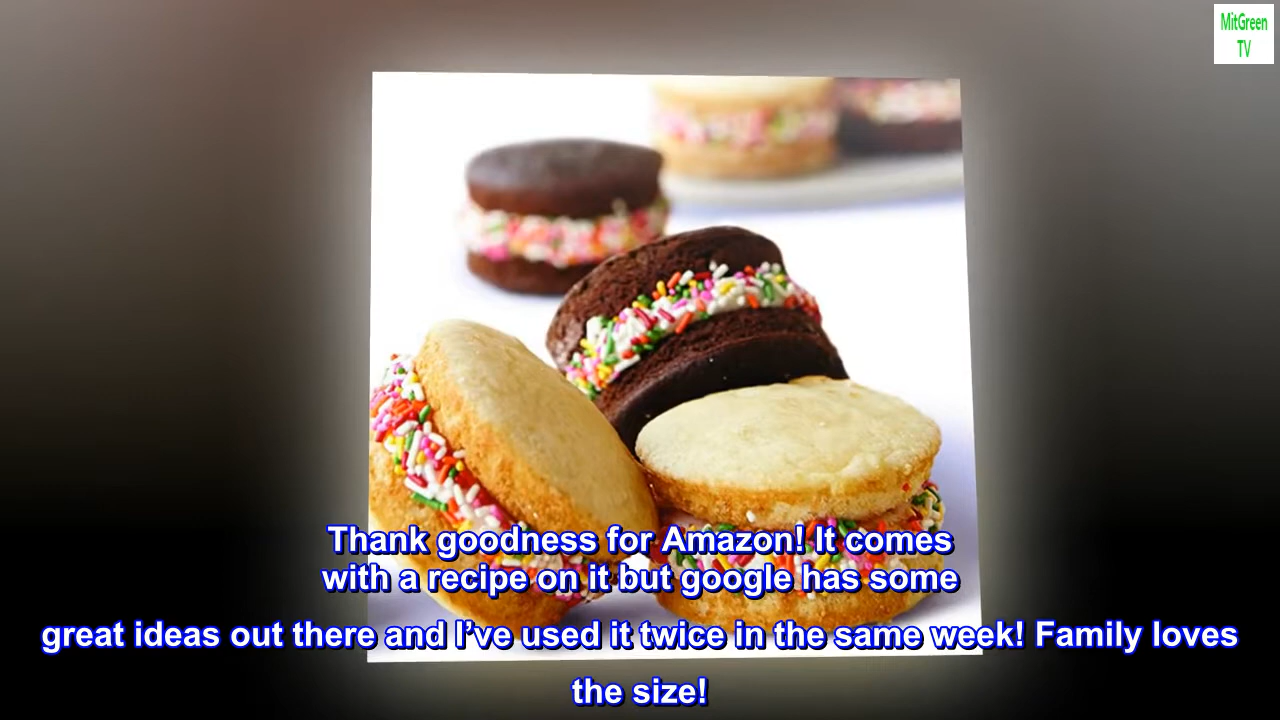 MitGreen
TV
Thank goodness for Amazon! It comes
with a recipe on it but google has some
great ideas out there and I’ve used it twice in the same week! Family loves
the size!